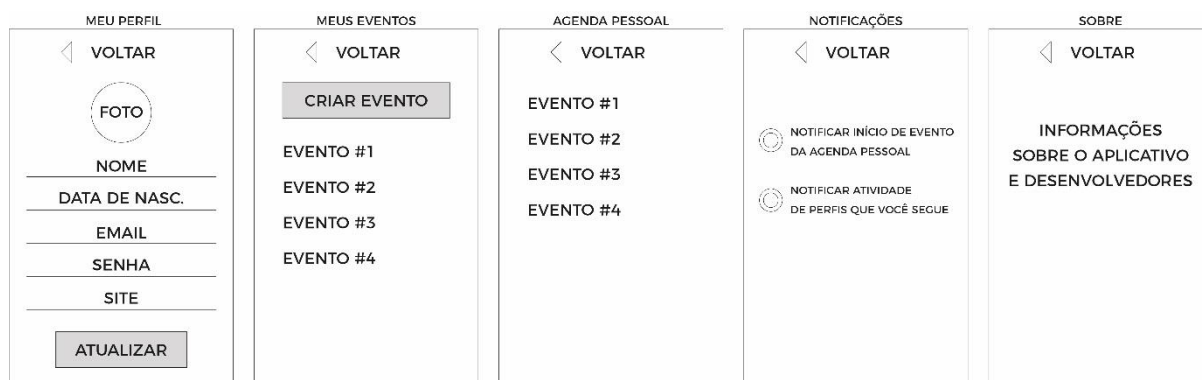 MEU PERFIL
VOLTAR
FOTO
NOME
DATA DE NASC.
EMAIL
SENHA
SITE
ATUALIZAR
MEUS EVENTOS
VOLTAR
CRIAR EVENTO
EVENTO #1
EVENTO #2
EVENTO #3
EVENTO #4
AGENDA PESSOAL
VOLTAR
EVENTO #1
EVENTO #2
EVENTO #3
EVENTO #4
NOTIFICAÇÕES
VOLTAR
NOTIFICAR INÍCIO DE EVENTO
DA AGENDA PESSOAL
NOTIFICAR ATIVIDADE
DE PERFIS QUE VOCÊ SEGUE
SOBRE
VOLTAR
INFORMAÇÕES
SOBRE O APLICATIVO
E DESENVOLVEDORES